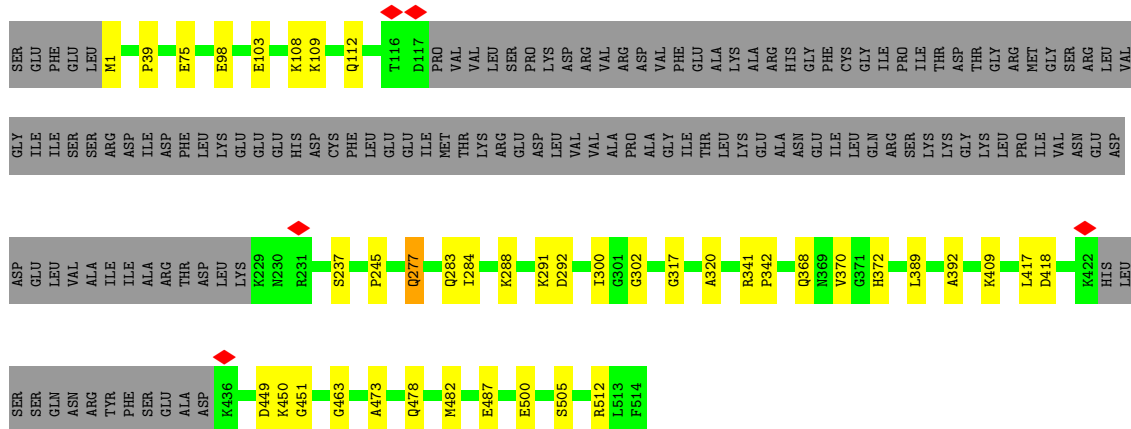 SER GLU PHE GLU LEU M1 P39 E75 E98 E103 K108 K109 Q112 T116 D117 PRO VAL VAL LEU SER PRO LYS ASP ARG VAL ARG ASP VAL PHE GLU ALA LYS ALA ARG HIS GLY PHE CYS GLY ILE PRO ILE THR ASP THR GLY ARG MET GLY SER ARG LEU VAL
GLY ILE ILE SER SER ARG ASP ILE ASP PHE LEU LYS GLU GLU GLU HIS ASP CYS PHE LEU GLU GLU ILE MET THR LYS ARG GLU ASP LEU VAL VAL ALA PRO ALA GLY ILE THR LEU LYS GLU ALA ASN GLU ILE LEU GLN ARG SER LYS LYS GLY LYS LEU PRO ILE VAL ASN GLU ASP
ASP GLU LEU VAL ALA ILE ILE ALA ARG THR ASP LEU LYS K229 N230 R231 S237 P245 Q277 Q283 I284 K288 K291 D292 I300 G301 G302 G317 A320 R341 P342 Q368 N369 V370 G371 H372 L389 A392 K409 L417 D418 K422 HIS LEU
SER SER GLN ASN ARG TYR PHE SER GLU ALA ASP K436 D449 K450 G451 G463 A473 Q478 M482 E487 E500 S505 R512 L513 F514